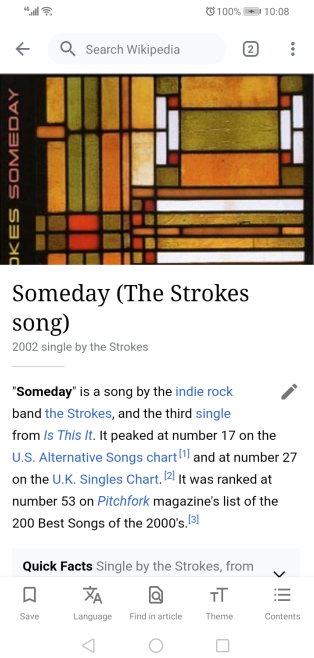 100% 10:08
Search Wikipedia 2
OKES SOMEDAY
Someday (The Strokes
song)
2002 single by the Strokes
"Someday" is a song by the indie rock
band the Strokes, and the third single
from Is This It. It peaked at number 17 on the
U.S. Alternative Songs chart[1] and at number 27
on the U.K. Singles Chart.[2] It was ranked at
number 53 on Pitchfork magazine's list of the
200 Best Songs of the 2000's.[3]
Quick Facts Single by the Strokes, from
Save Language Find in article Theme Contents